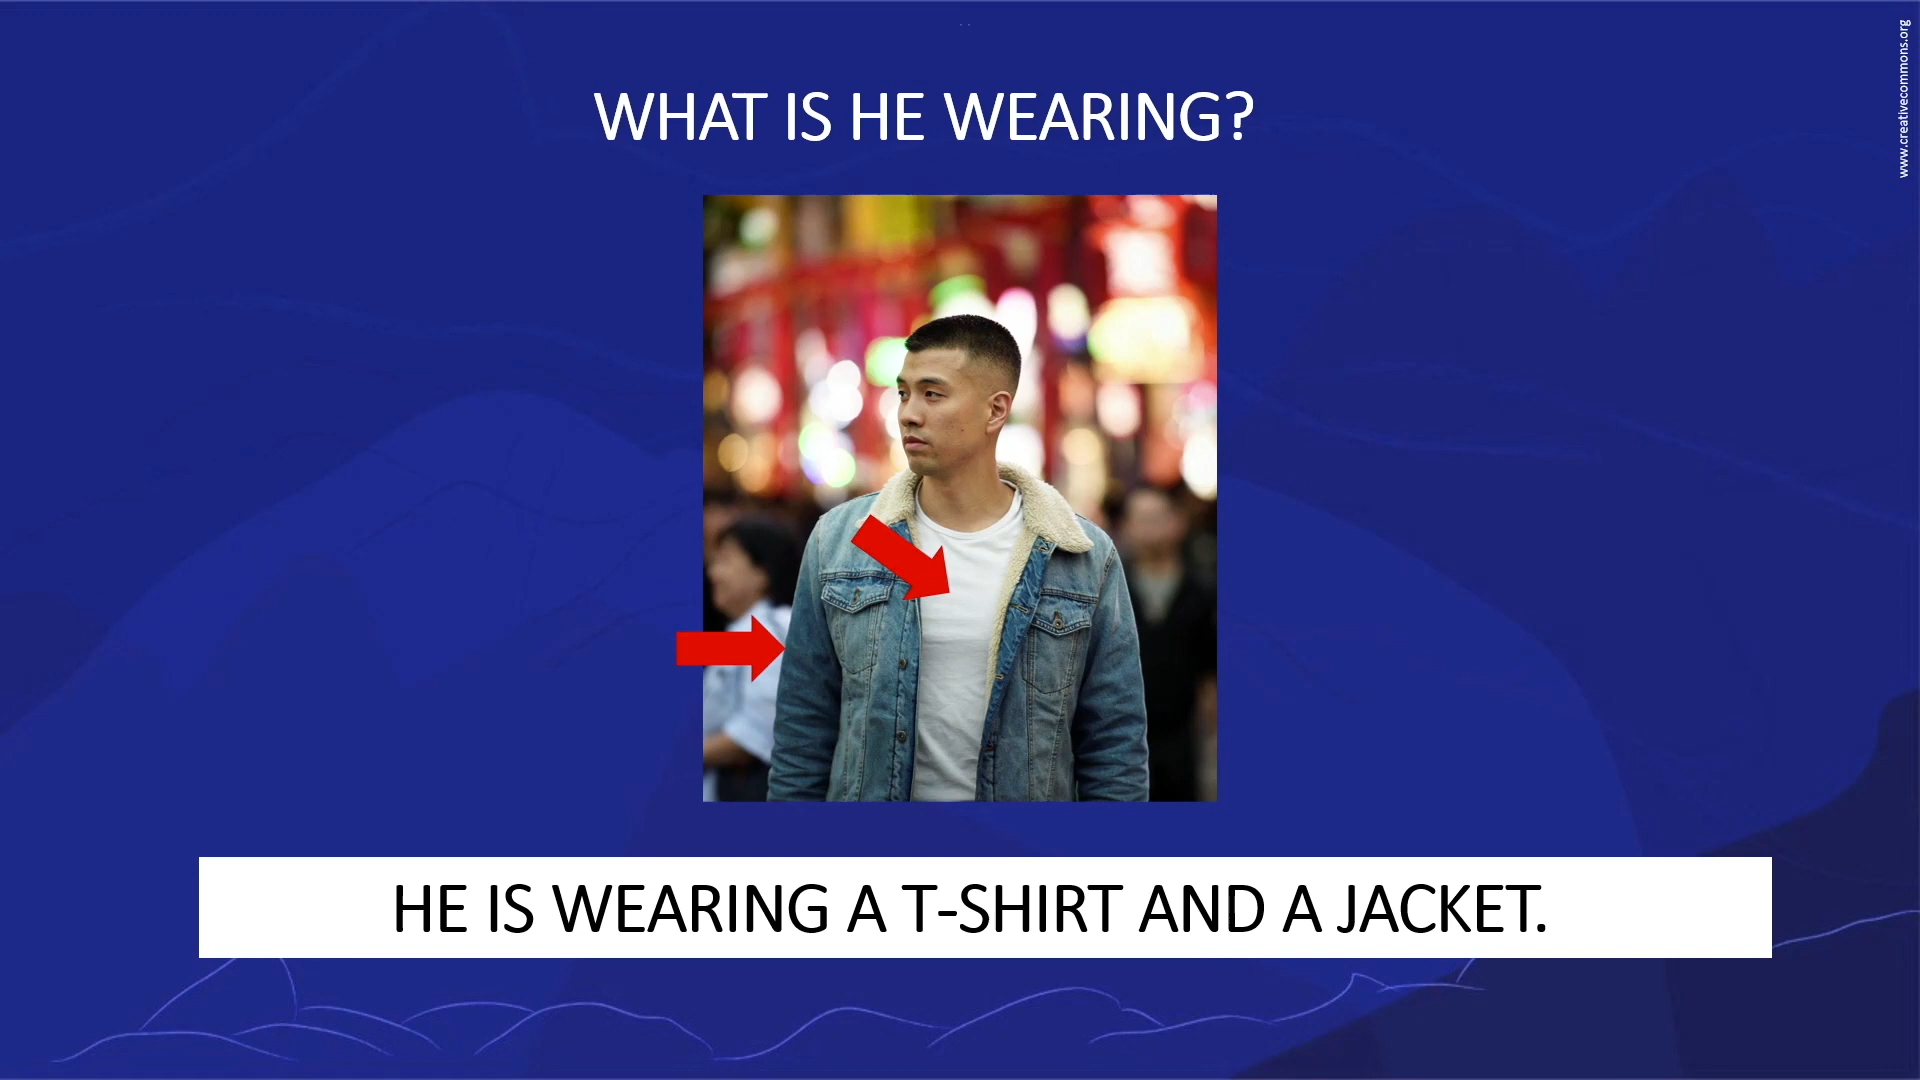 WHAT IS HE WEARING?
HE IS WEARING A T-SHIRT AND A JACKET.
www.creativecommons.org